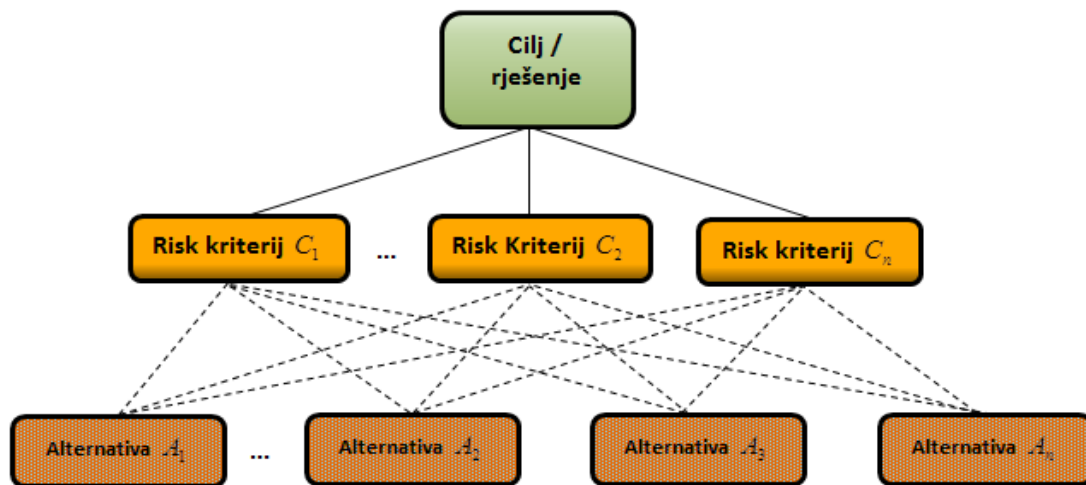 Cilj /
rješenje
Risk kriterij C₁
...
Risk Kriterij C₂
Risk kriterij Cₙ
Alternativa A₁
...
Alternativa A₂
Alternativa A₃
Alternativa Aₙ